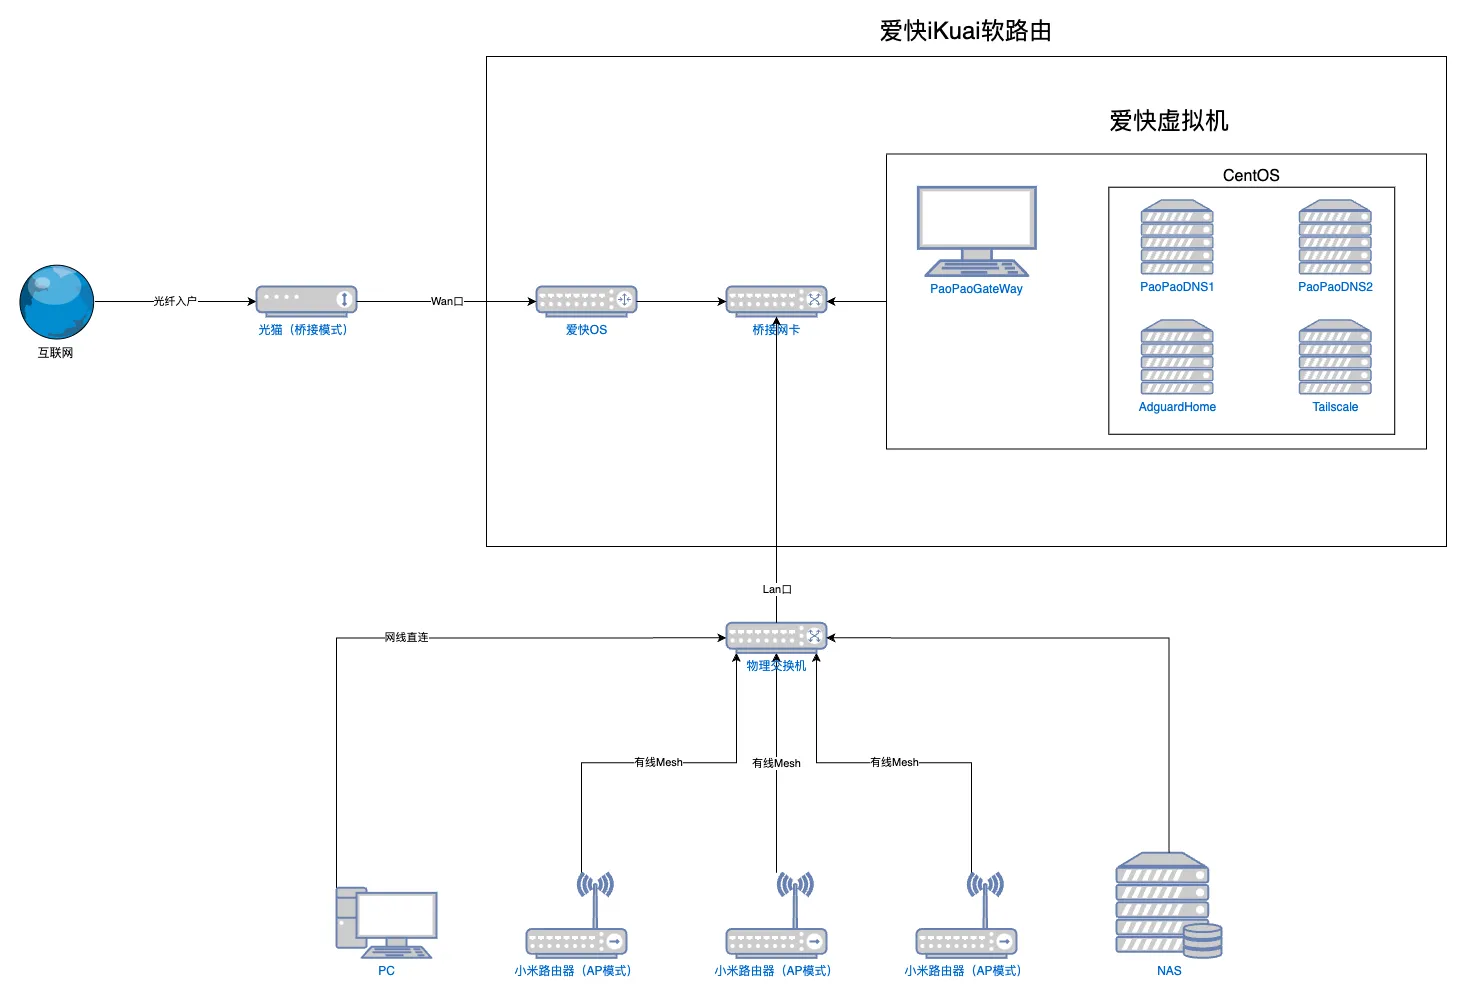 爱快iKuai软路由
爱快虚拟机
CentOS
PaoPaoGateWay
PaoPaoDNS1
PaoPaoDNS2
光纤入户
Wan口
互联网
光猫（桥接模式）
爱快OS
桥接网卡
AdguardHome
Tailscale
Lan口
网线直连
物理交换机
有线Mesh
有线Mesh
有线Mesh
PC
小米路由器（AP模式）
小米路由器（AP模式）
小米路由器（AP模式）
NAS